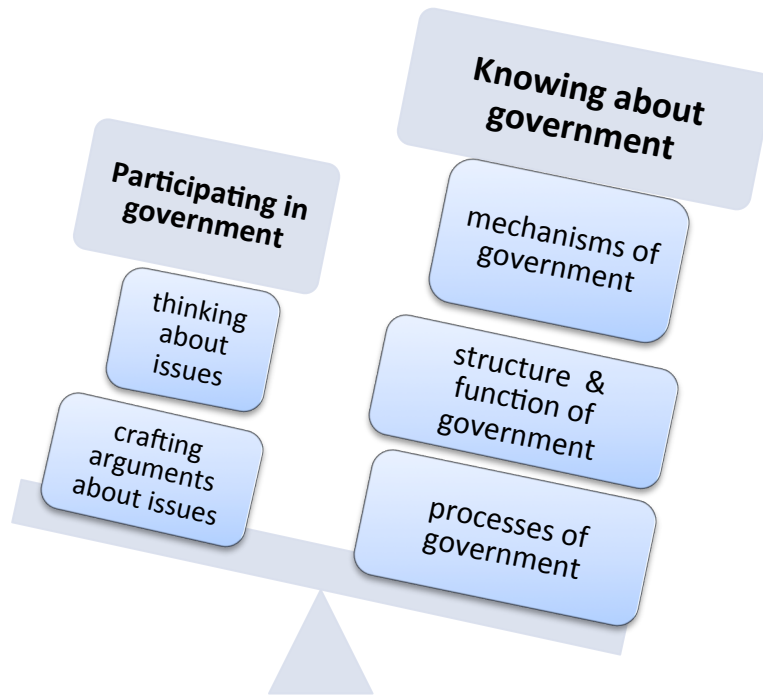 Participating in
government
thinking
about
issues
crafting
arguments
about issues
Knowing about
government
mechanisms of
government
structure & 
function of
government
processes of
government